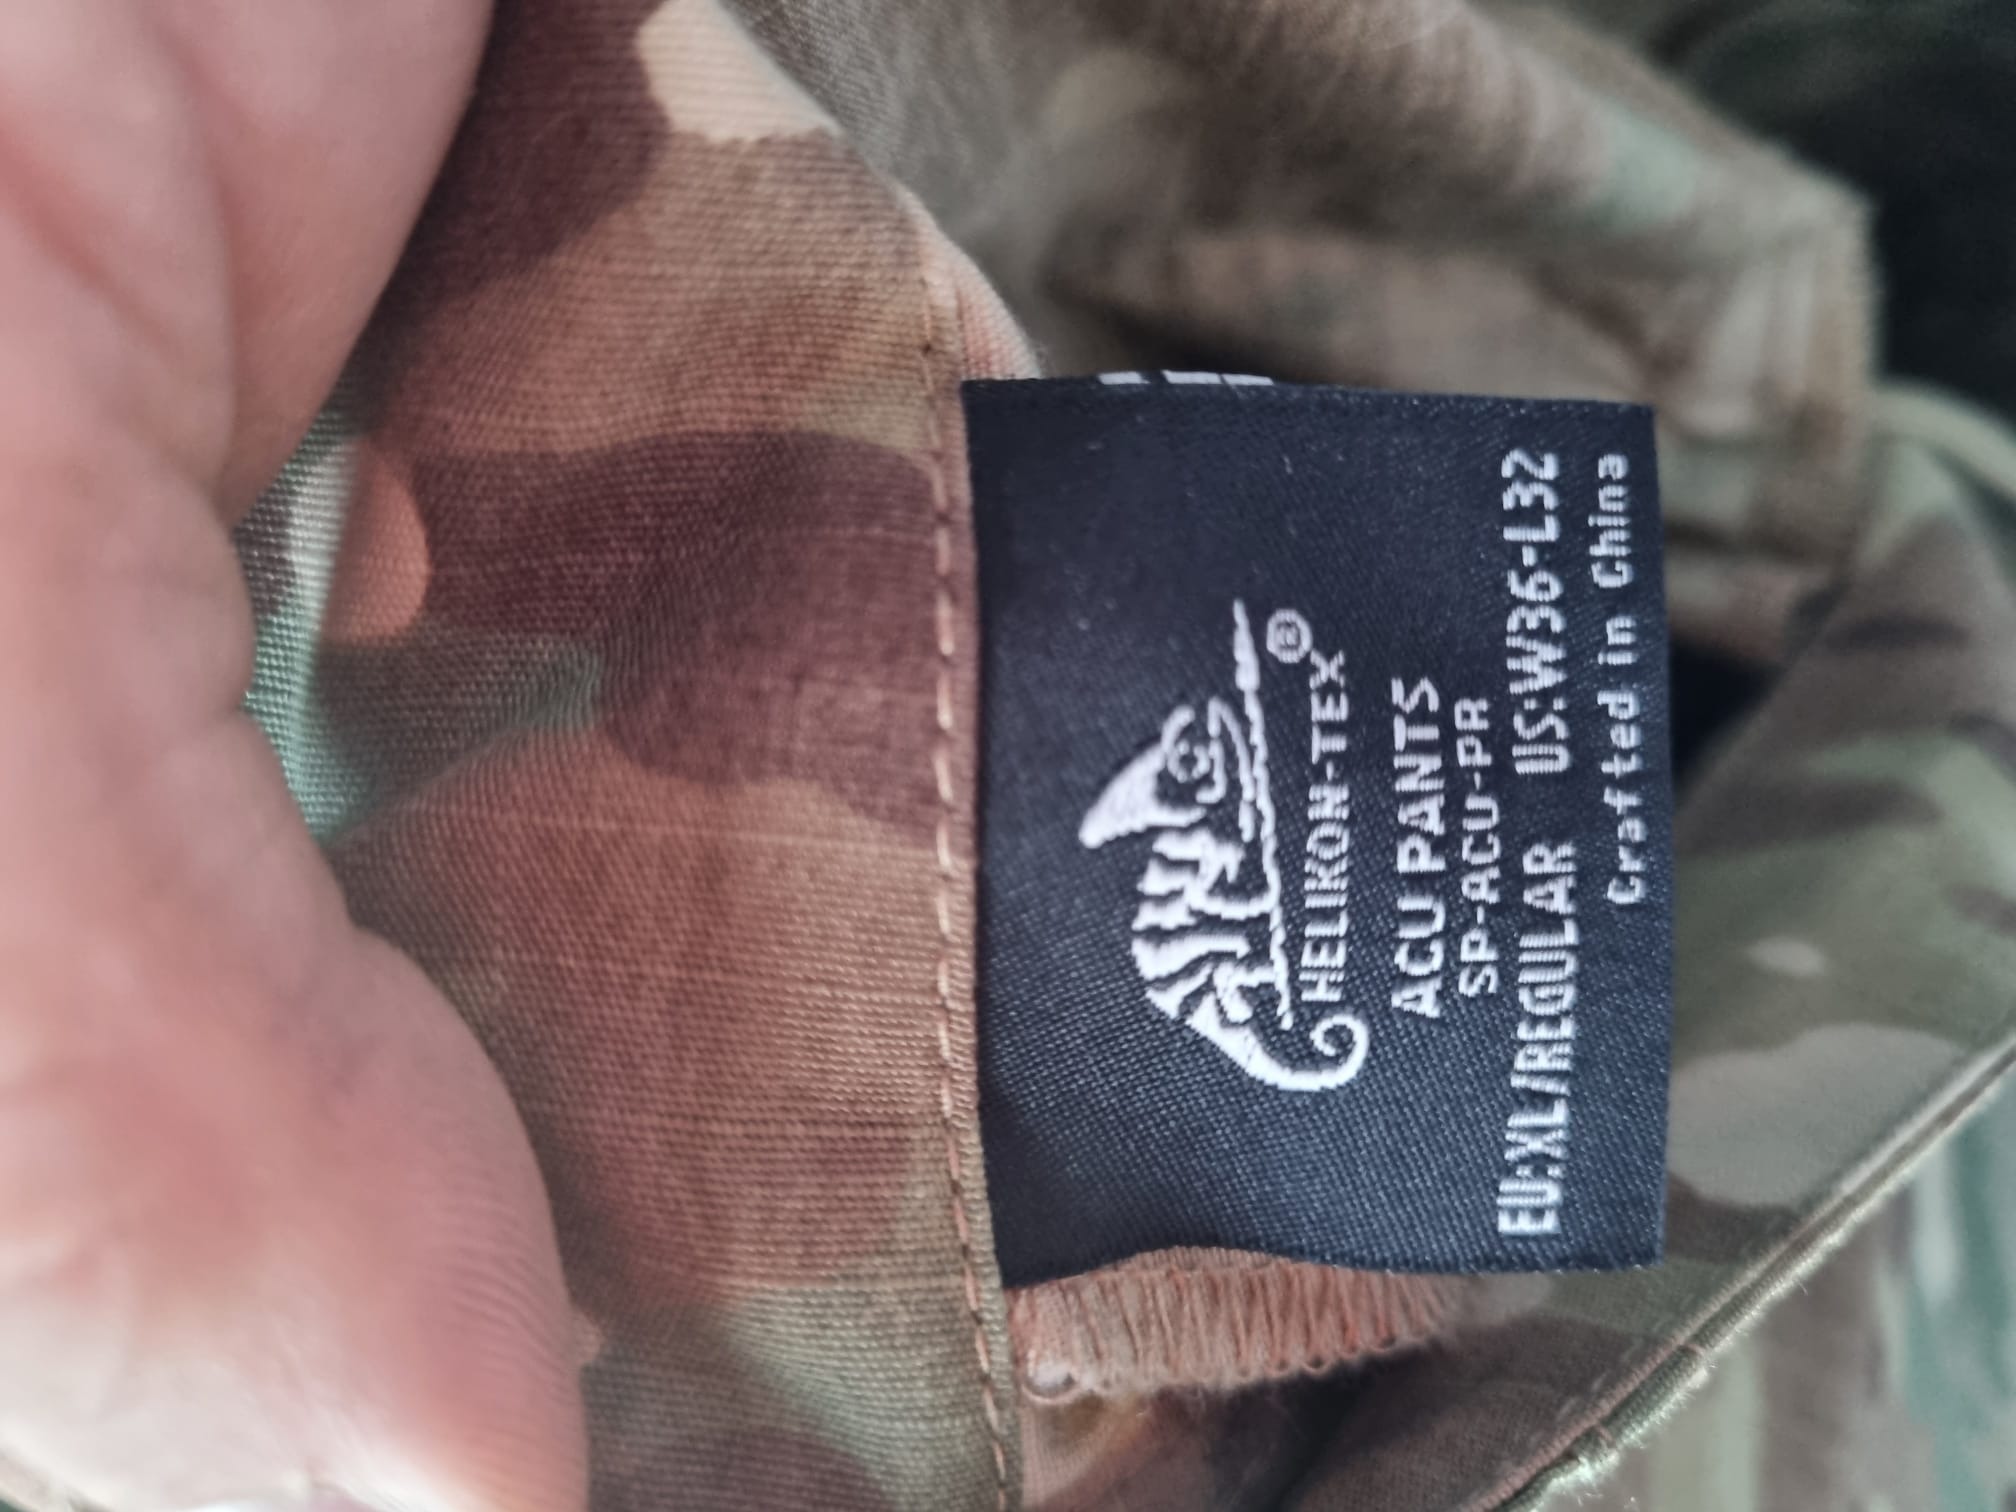 HELIKON-TEX®
ACU PANTS
SP-ACU-PR
EU:XL/REGULAR US:W36-L32
Crafted in China